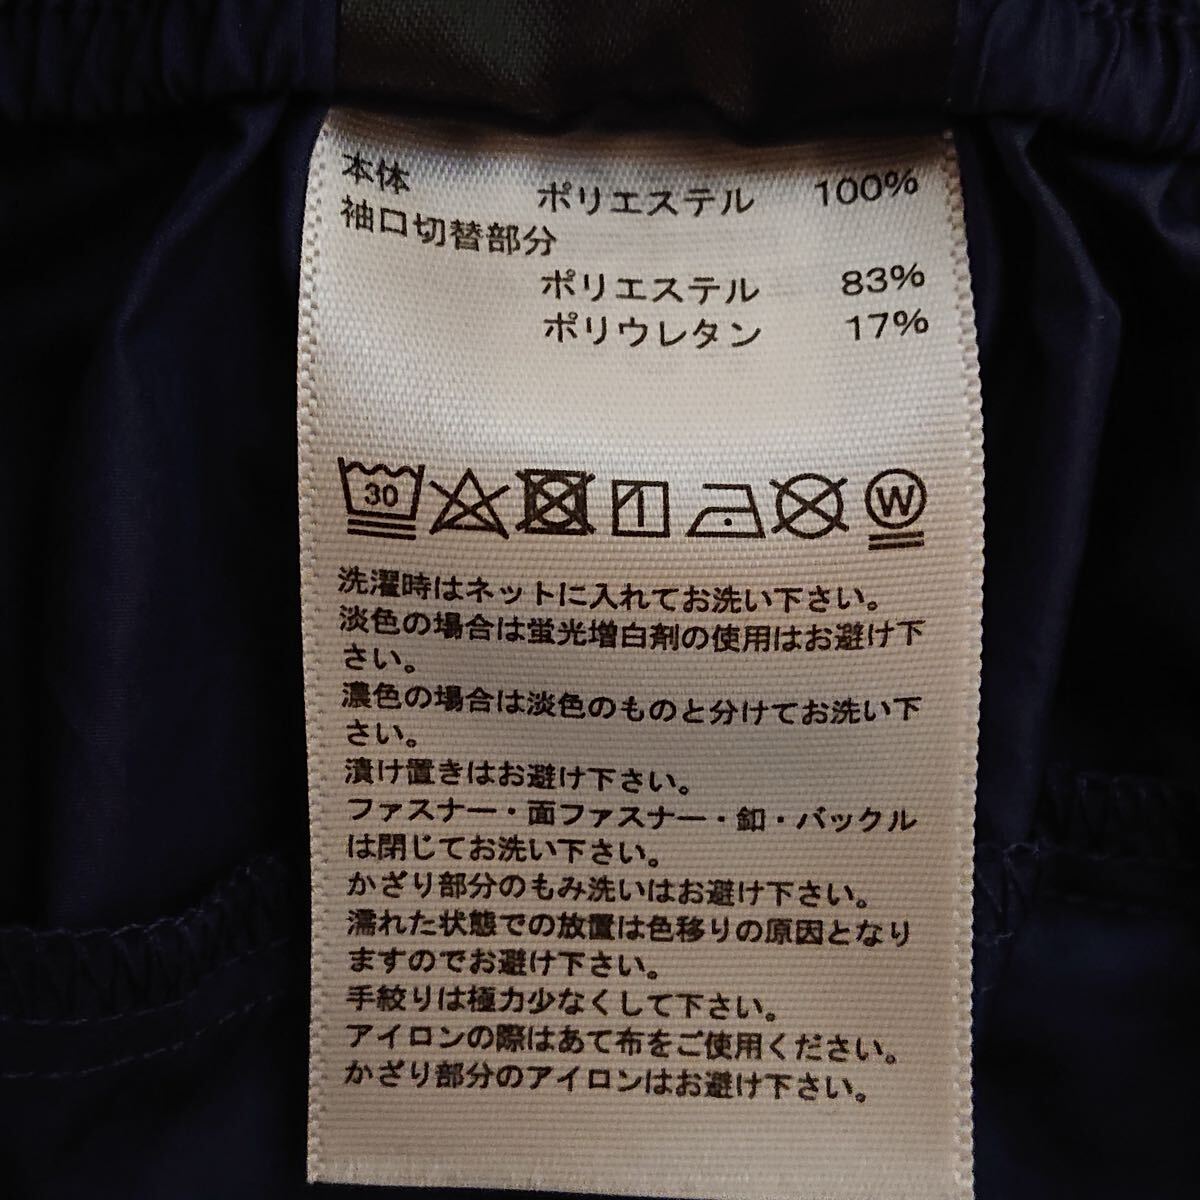 本体 ポリエステル 100%
袖口切替部分
ポリエステル 83%
ポリウレタン 17%
30 W
洗濯時はネットに入れてお洗い下さい。
淡色の場合は蛍光増白剤の使用はお避け下
さい。
濃色の場合は淡色のものと分けてお洗い下
さい。
漬け置きはお避け下さい。
ファスナー・面ファスナー・釦・バックル
は閉じてお洗い下さい。
かざり部分のもみ洗いはお避け下さい。
濡れた状態での放置は色移りの原因となり
ますのでお避け下さい。
手絞りは極力少なくして下さい。
アイロンの際はあて布をご使用ください。
かざり部分のアイロンはお避け下さい。